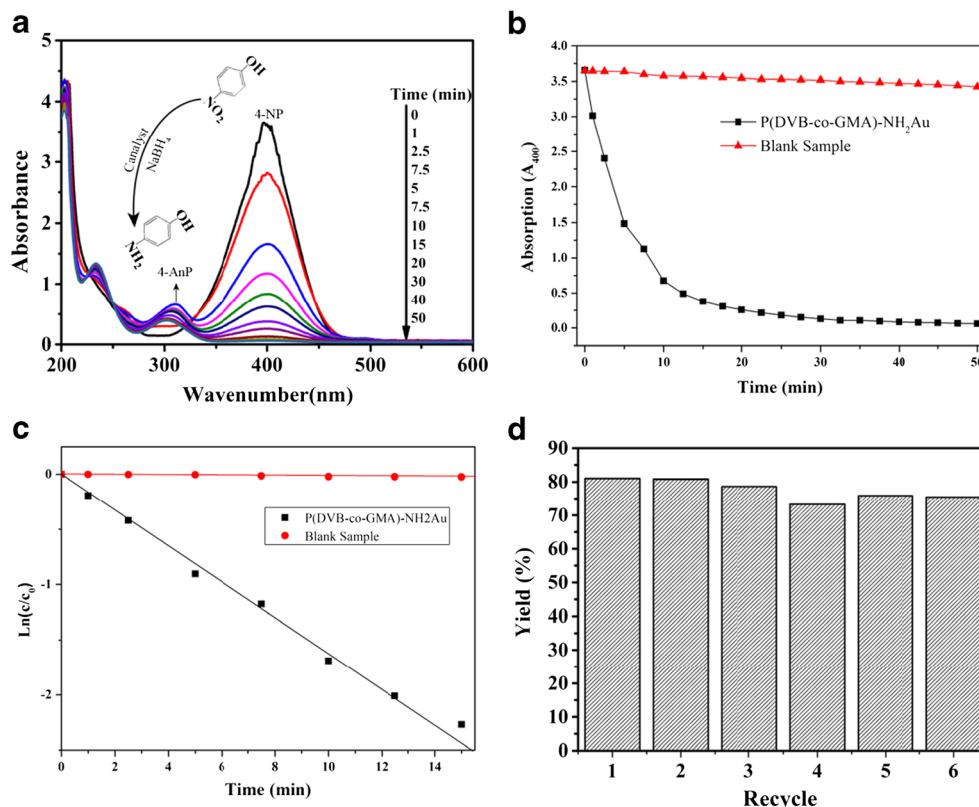 a
5
4
3
2
1
0
200
300
400
500
600
Absorbance
Wavenumber(nm)
OH
NO2
Canalyst
NaBH4
OH
NH2
4-AnP
4-NP
Time (min)
0
1
2.5
7.5
5
7.5
10
15
20
30
40
50
b
4.0
3.5
3.0
2.5
2.0
1.5
1.0
0.5
0.0
0
10
20
30
40
50
Absorption (A400)
Time (min)
P(DVB-co-GMA)-NH2Au
Blank Sample
c
0
-1
-2
0
2
4
6
8
10
12
14
Ln(c/c0)
Time (min)
P(DVB-co-GMA)-NH2Au
Blank Sample
d
90
80
70
60
50
40
30
20
10
0
1
2
3
4
5
6
Yield (%)
Recycle